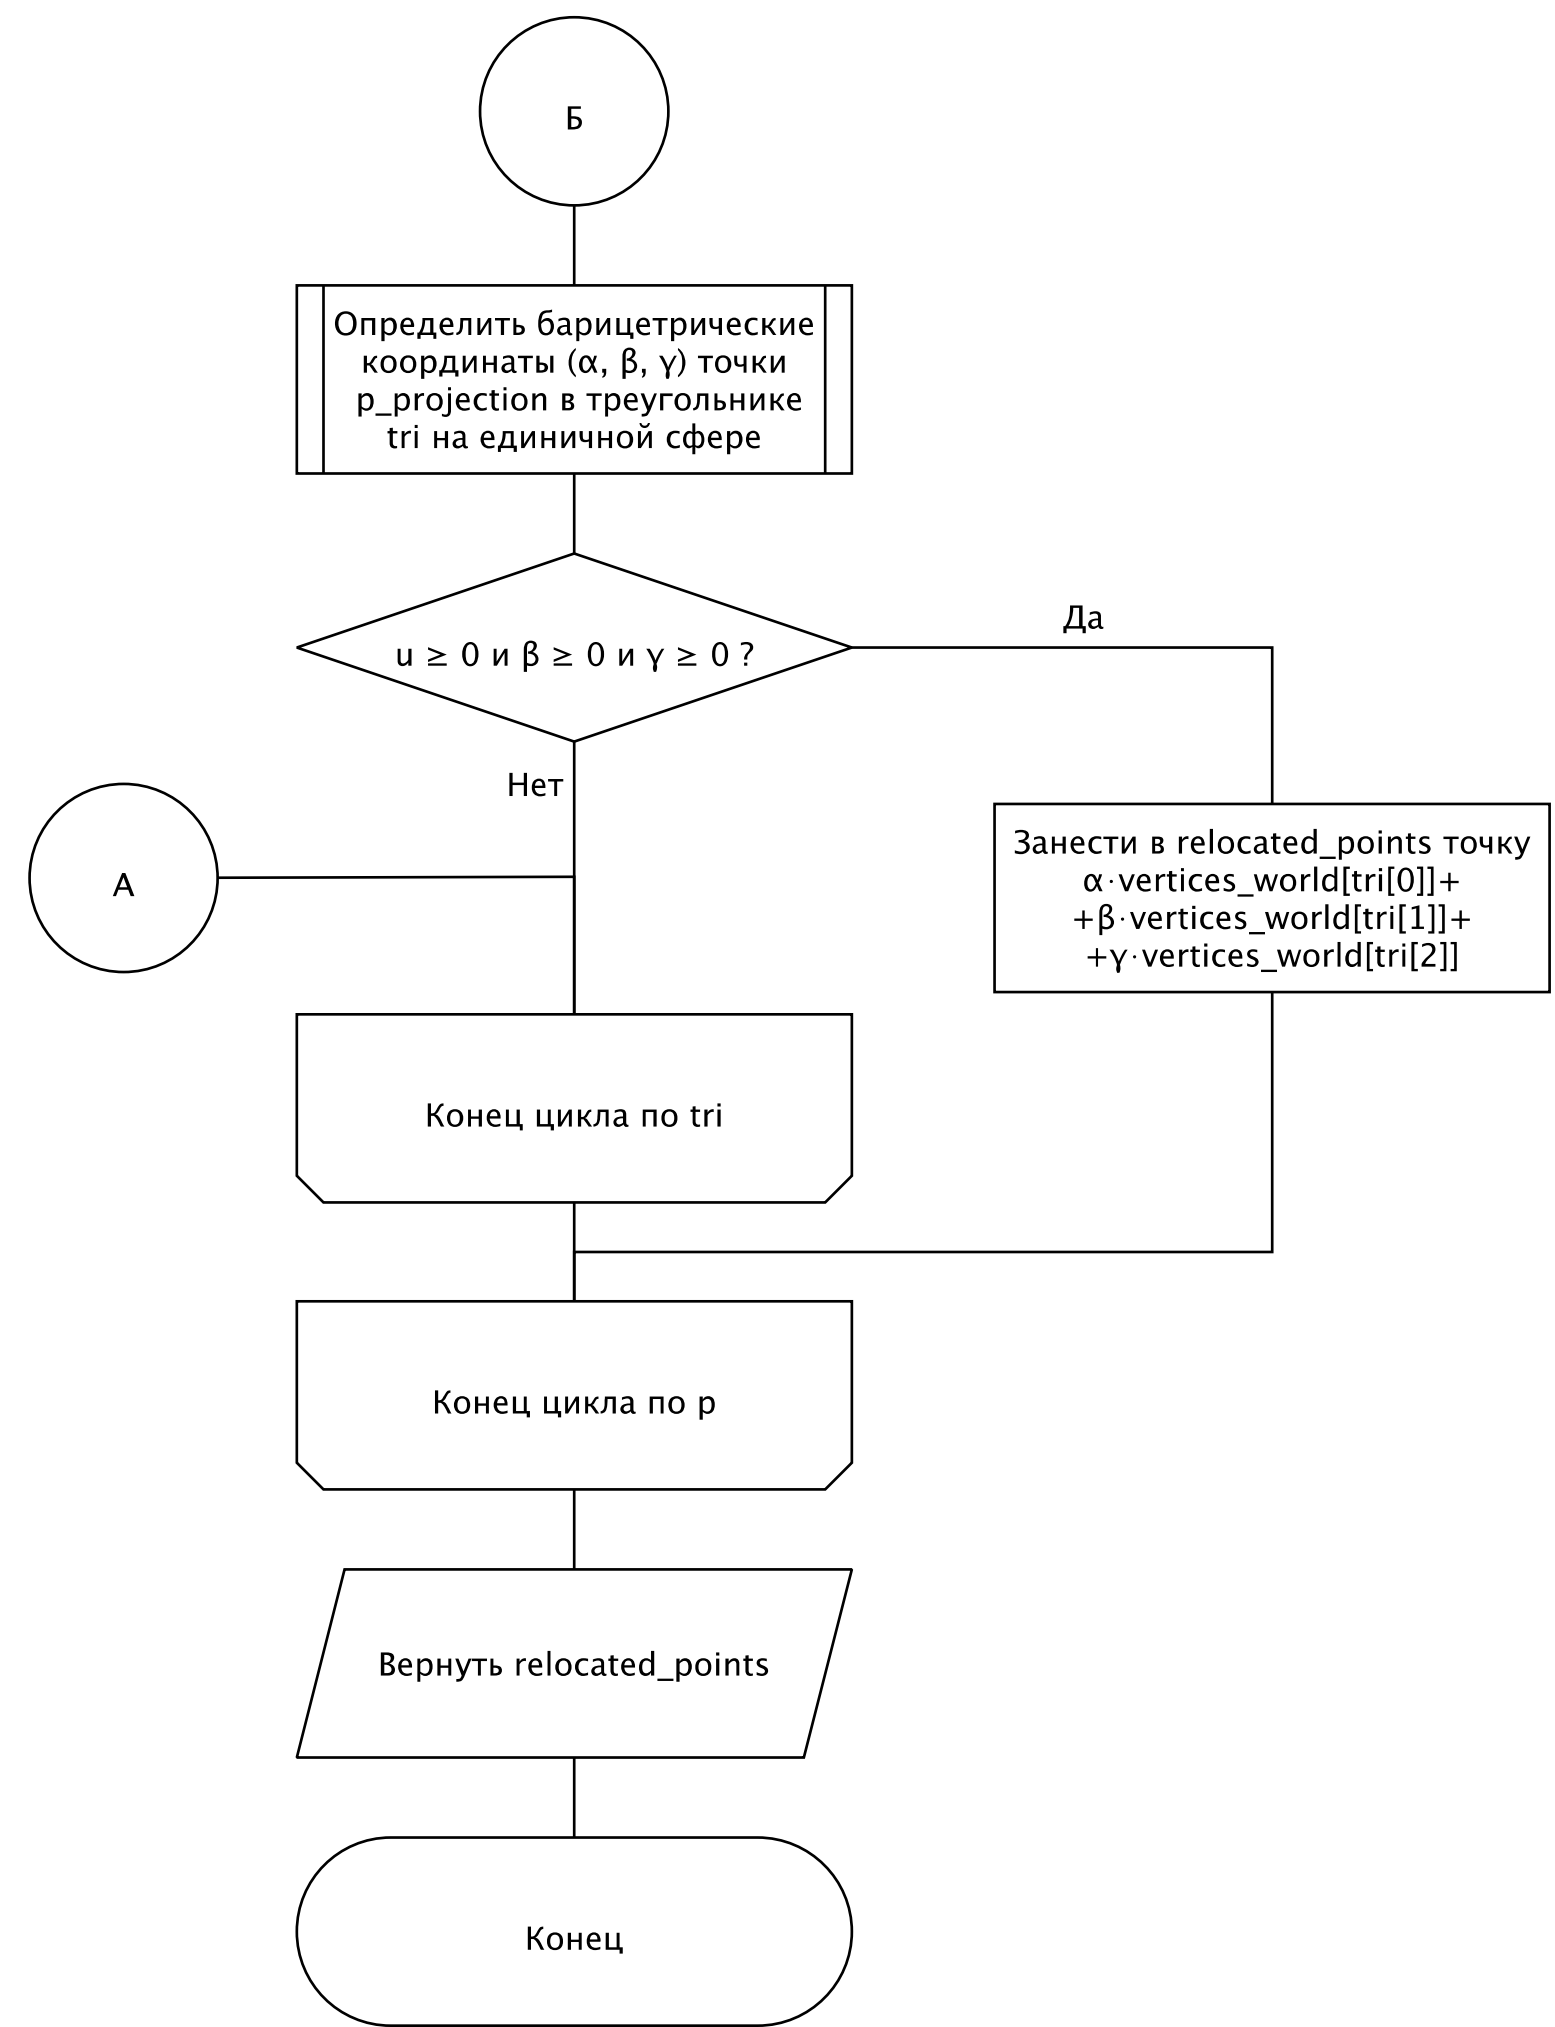 Б
Определить барицетрические
координаты (α, β, γ) точки
p_projection в треугольнике
tri на единичной сфере
u ≥ 0 и β ≥ 0 и γ ≥ 0 ?
Да
Нет
А
Занести в relocated_points точку
α·vertices_world[tri[0]]+
+β·vertices_world[tri[1]]+
+γ·vertices_world[tri[2]]
Конец цикла по tri
Конец цикла по p
Вернуть relocated_points
Конец